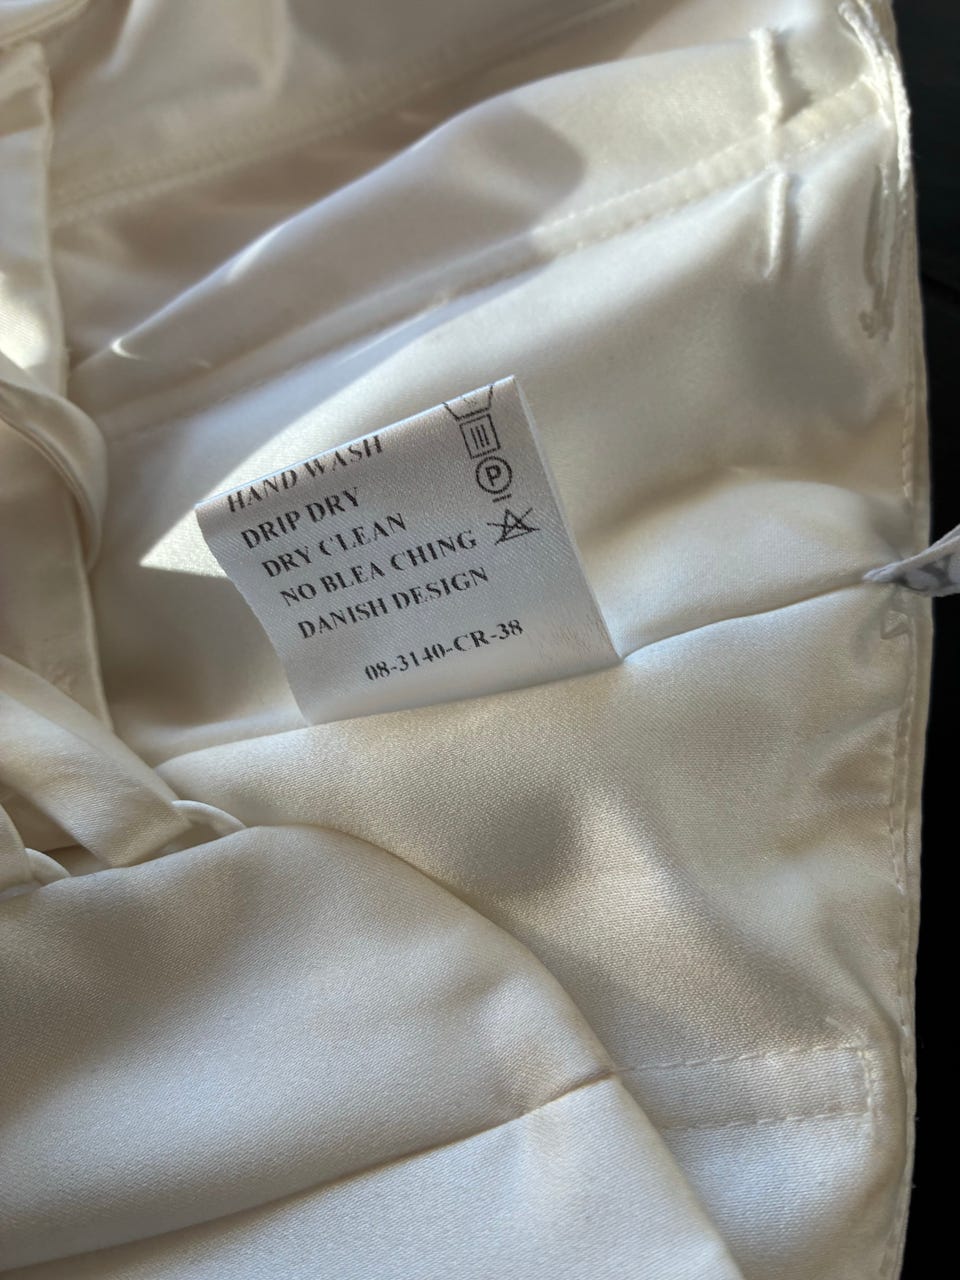 HAND WASH
DRIP DRY
DRY CLEAN
NO BLEA CHING
DANISH DESIGN
08-3140-CR-38
P